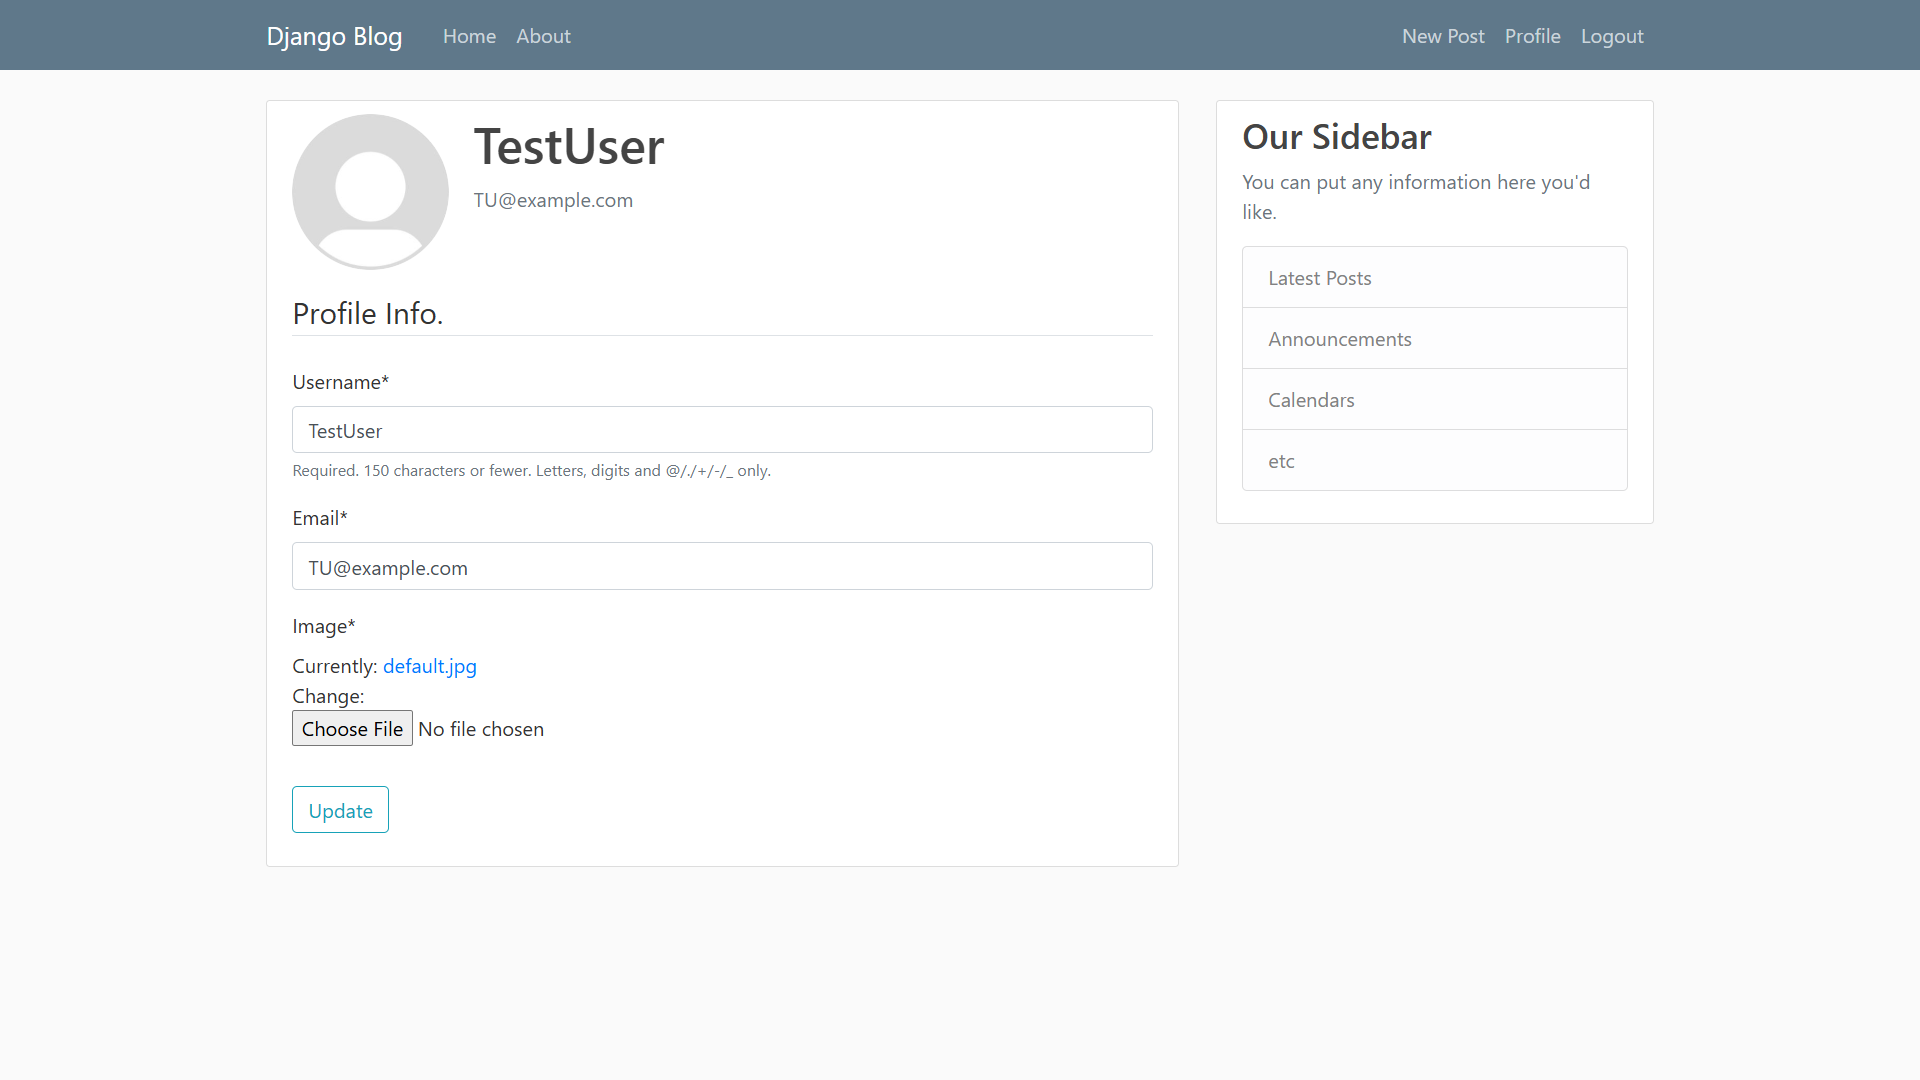 Django Blog Home About New Post Profile Logout
TestUser
TU@example.com
Profile Info.
Username*
TestUser
Required. 150 characters or fewer. Letters, digits and @/./+/-/_ only.
Email*
TU@example.com
Image*
Currently: default.jpg
Change:
Choose File No file chosen
Update
Our Sidebar
You can put any information here you'd
like.
Latest Posts
Announcements
Calendars
etc